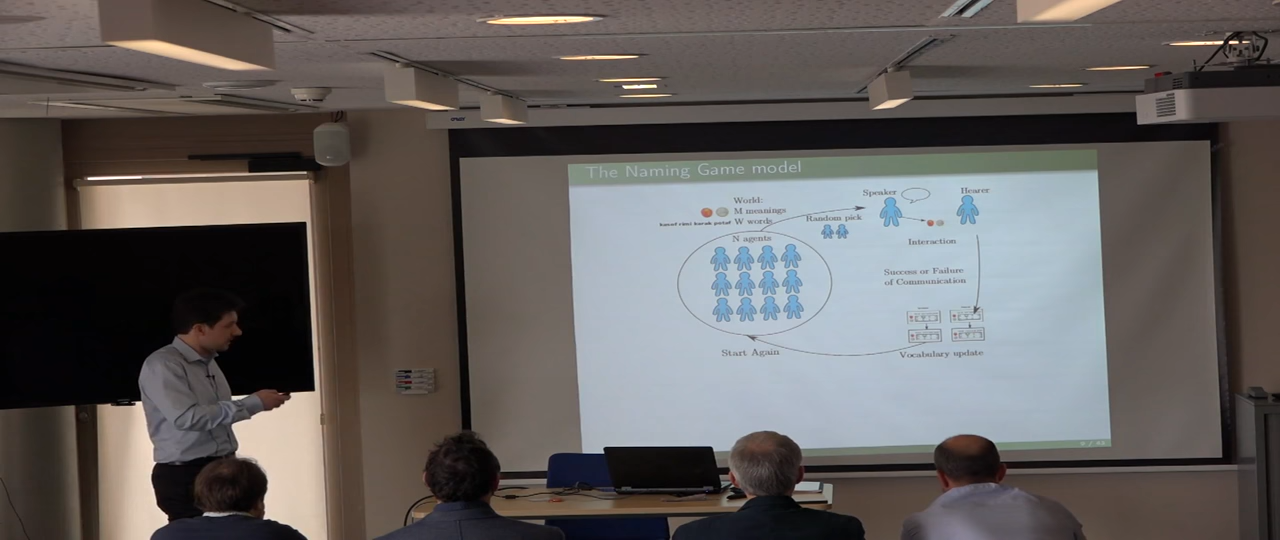 The Naming Game model
World:
M meanings
W words
N agents
Random pick
Speaker
Hearer
Interaction
Success or Failure
of Communication
Vocabulary update
Start Again